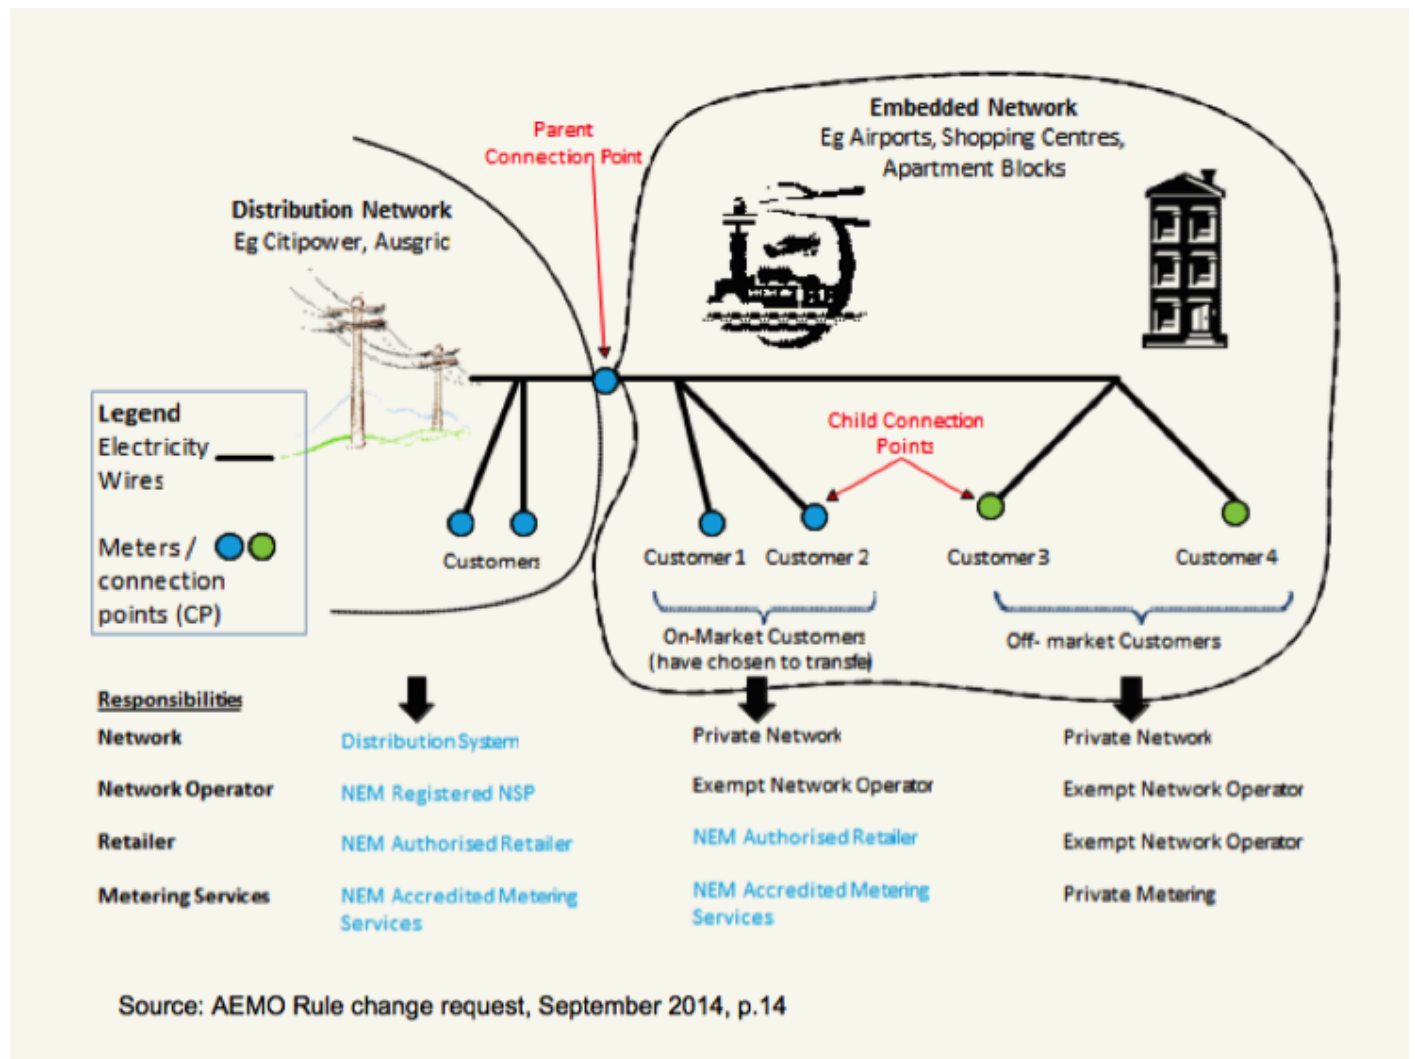 Embedded Network
Eg Airports, Shopping Centres,
Apartment Blocks
Parent
Connection Point
Distribution Network
Eg Citipower, Ausgric
Legend
Electricity
Wires
Meters /
connection
points (CP)
Child Connection
Points
Customers
Customer 1
Customer 2
Customer 3
Customer 4
On-Market Customers
(have chosen to transfer)
Off- market Customers
Responsibilities
Network
Distribution System
Private Network
Private Network
Network Operator
NEM Registered NSP
Exempt Network Operator
Exempt Network Operator
Retailer
NEM Authorised Retailer
NEM Authorised Retailer
Exempt Network Operator
Metering Services
NEM Accredited Metering
Services
NEM Accredited Metering
Services
Private Metering
Source: AEMO Rule change request, September 2014, p.14